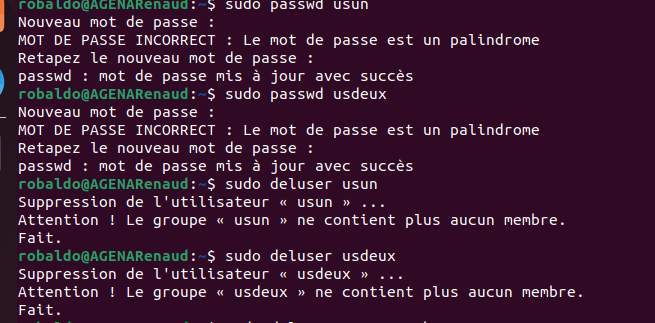 robaldo@AGENARenaud:~$ sudo passwd usun
Nouveau mot de passe :
MOT DE PASSE INCORRECT : Le mot de passe est un palindrome
Retapez le nouveau mot de passe :
passwd : mot de passe mis à jour avec succès
robaldo@AGENARenaud:~$ sudo passwd usdeux
Nouveau mot de passe :
MOT DE PASSE INCORRECT : Le mot de passe est un palindrome
Retapez le nouveau mot de passe :
passwd : mot de passe mis à jour avec succès
robaldo@AGENARenaud:~$ sudo deluser usun
Suppression de l'utilisateur « usun » ...
Attention ! Le groupe « usun » ne contient plus aucun membre.
Fait.
robaldo@AGENARenaud:~$ sudo deluser usdeux
Suppression de l'utilisateur « usdeux » ...
Attention ! Le groupe « usdeux » ne contient plus aucun membre.
Fait.